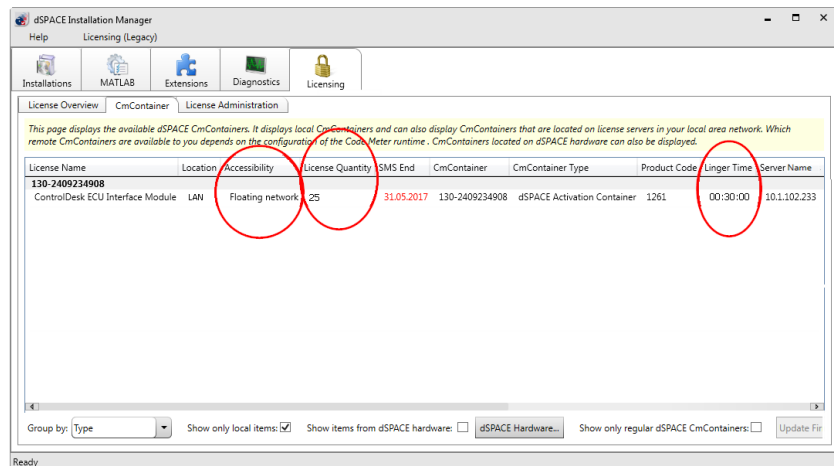 dSPACE Installation Manager
Help Licensing (Legacy)
Installations MATLAB Extensions Diagnostics Licensing
License Overview CmContainer License Administration
This page displays the available dSPACE CmContainers. It displays local CmContainers and can also display CmContainers that are located on license servers in your local area network. Which
remote CmContainers are available to you depends on the configuration of the Code Meter runtime . CmContainers located on dSPACE hardware can also be displayed.
License Name Location Accessibility License Quantity SMS End CmContainer CmContainer Type Product Code Linger Time Server Name
130-2409234908
ControlDesk ECU Interface Module LAN Floating network 25 31.05.2017 130-2409234908 dSPACE Activation Container 1261 00:30:00 10.1.102.233
Group by: Type Show only local items: Show items from dSPACE hardware: dSPACE Hardware... Show only regular dSPACE CmContainers: Update Fir
Ready